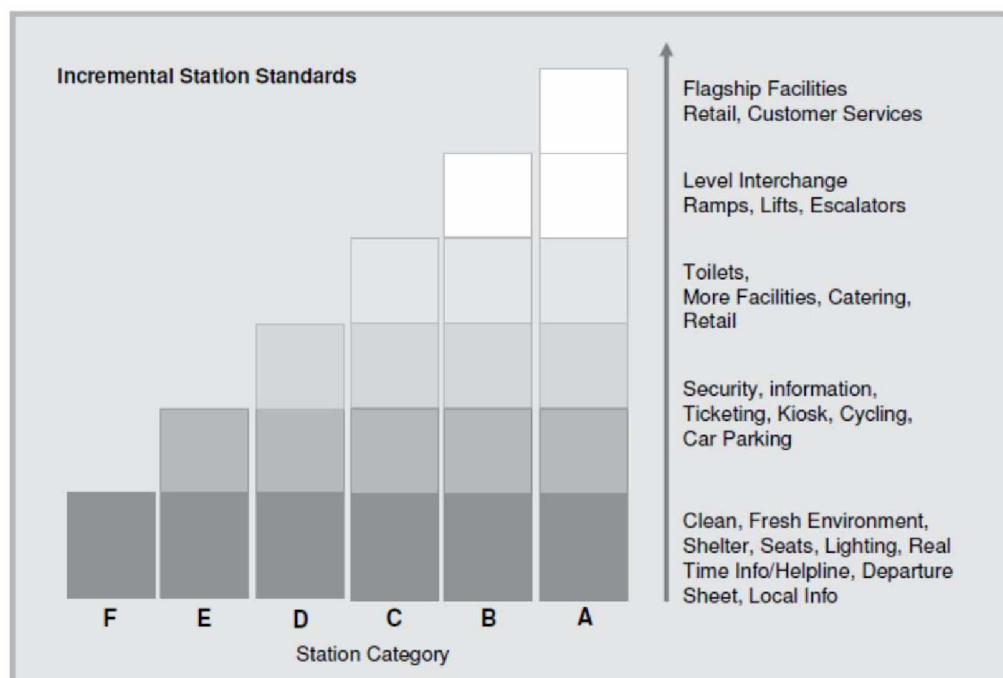 Incremental Station Standards
Flagship Facilities
Retail, Customer Services
Level Interchange
Ramps, Lifts, Escalators
Toilets,
More Facilities, Catering,
Retail
Security, information,
Ticketing, Kiosk, Cycling,
Car Parking
Clean, Fresh Environment,
Shelter, Seats, Lighting, Real
Time Info/Helpline, Departure
Sheet, Local Info
F E D C B A
Station Category